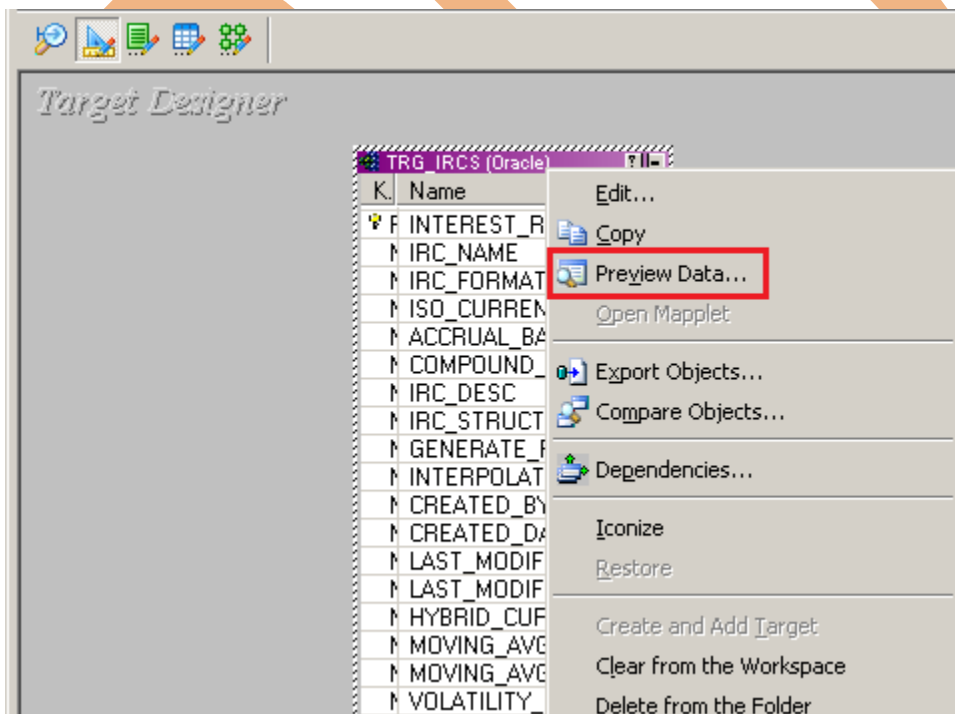 Target Designer
TRG_IRCS (Oracle)
K. Name
INTEREST_R
IRC_NAME
IRC_FORMAT
ISO_CURREN
ACCRUAL_BA
COMPOUND_
IRC_DESC
IRC_STRUCT
GENERATE_
INTERPOLAT
CREATED_BY
CREATED_DA
LAST_MODIF
LAST_MODIF
HYBRID_CUR
MOVING_AVG
MOVING_AVG
VOLATILITY_
Edit...
Copy
Preview Data...
Open Mapplet
Export Objects...
Compare Objects...
Dependencies...
Iconize
Restore
Create and Add Target
Clear from the Workspace
Delete from the Folder